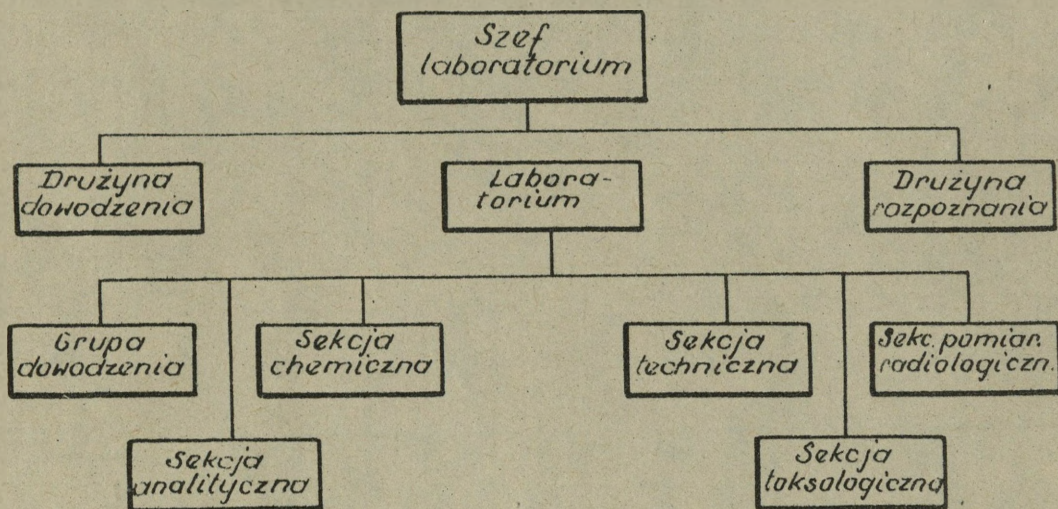 Szef
laboratorium
Drużyna
dowodzenia
Labora-
torium
Drużyna
rozpoznania
Grupa
dowodzenia
Sekcja
chemiczna
Sekcja
techniczna
Sekc. pomiar.
radiologiczn.
Sekcja
analityczna
Sekcja
toksologiczna